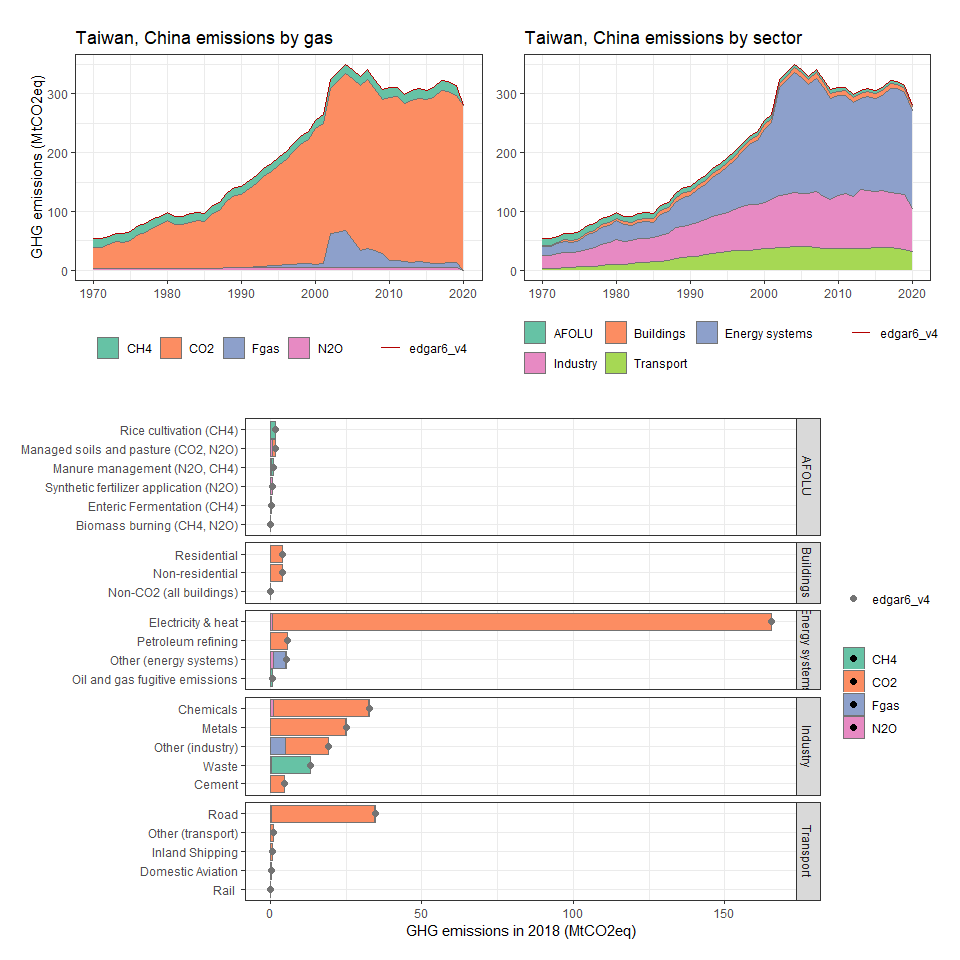 Taiwan, China emissions by gas
GHG emissions (MtCO2eq)
300
200
100
0
1970 1980 1990 2000 2010 2020
CH4 CO2 Fgas N2O edgar6_v4
Taiwan, China emissions by sector
300
200
100
0
1970 1980 1990 2000 2010 2020
AFOLU Buildings Energy systems edgar6_v4
Industry Transport
Rice cultivation (CH4)
Managed soils and pasture (CO2, N2O)
Manure management (N2O, CH4)
Synthetic fertilizer application (N2O)
Enteric Fermentation (CH4)
Biomass burning (CH4, N2O)
AFOLU
Residential
Non-residential
Non-CO2 (all buildings)
Buildings
Electricity & heat
Petroleum refining
Other (energy systems)
Oil and gas fugitive emissions
Energy systems
Chemicals
Metals
Other (industry)
Waste
Cement
Industry
Road
Other (transport)
Inland Shipping
Domestic Aviation
Rail
Transport
0 50 100 150
GHG emissions in 2018 (MtCO2eq)
edgar6_v4
CH4
CO2
Fgas
N2O